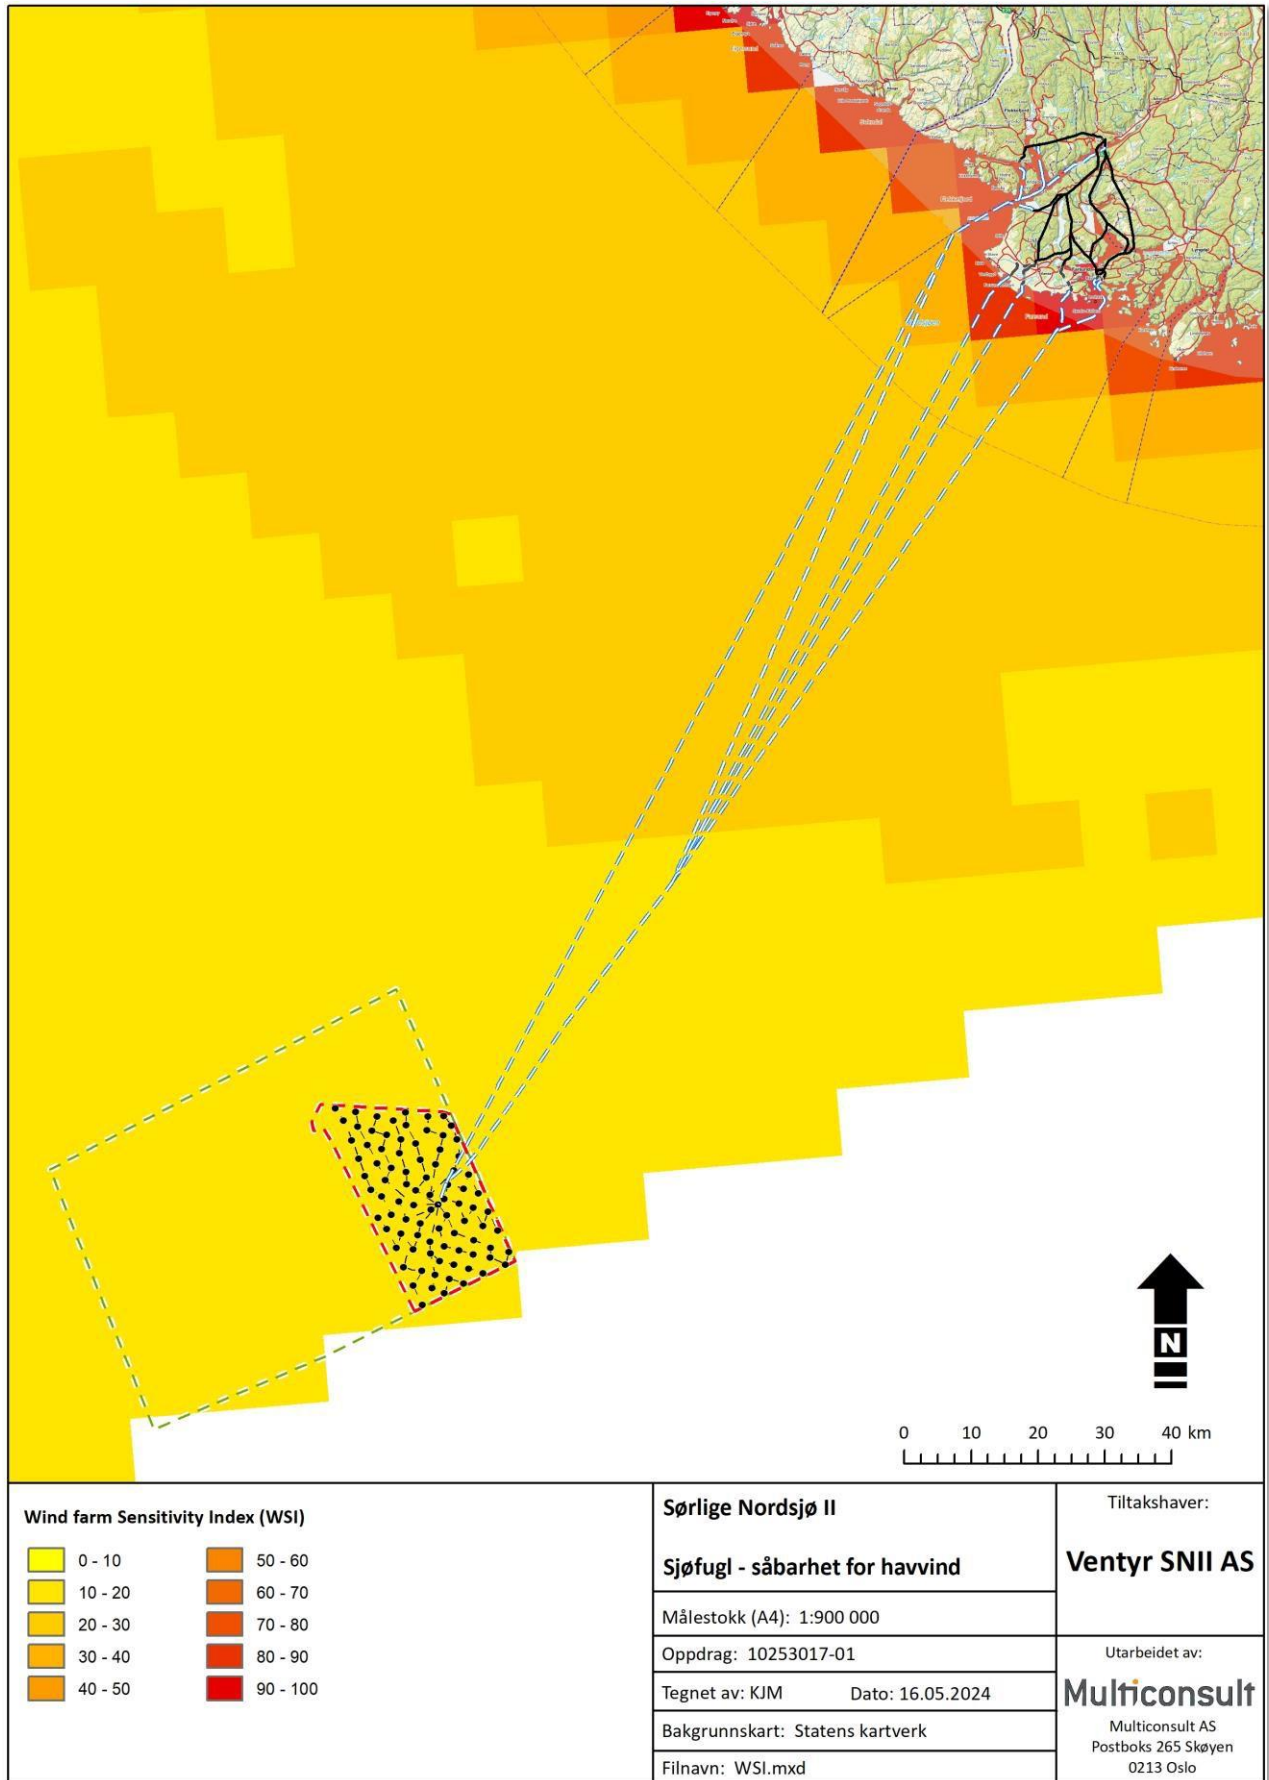 Flekkefjord
Farsund
Lyngdal
N
0 10 20 30 40 km
Wind farm Sensitivity Index (WSI)
0 - 10
10 - 20
20 - 30
30 - 40
40 - 50
50 - 60
60 - 70
70 - 80
80 - 90
90 - 100
Sørlige Nordsjø II
Sjøfugl - såbarhet for havvind
Målestokk (A4): 1:900 000
Oppdrag: 10253017-01
Tegnet av: KJM Dato: 16.05.2024
Bakgrunnskart: Statens kartverk
Filnavn: WSI.mxd
Tiltakshaver:
Ventyr SNII AS
Utarbeidet av:
Multiconsult
Multiconsult AS
Postboks 265 Skøyen
0213 Oslo